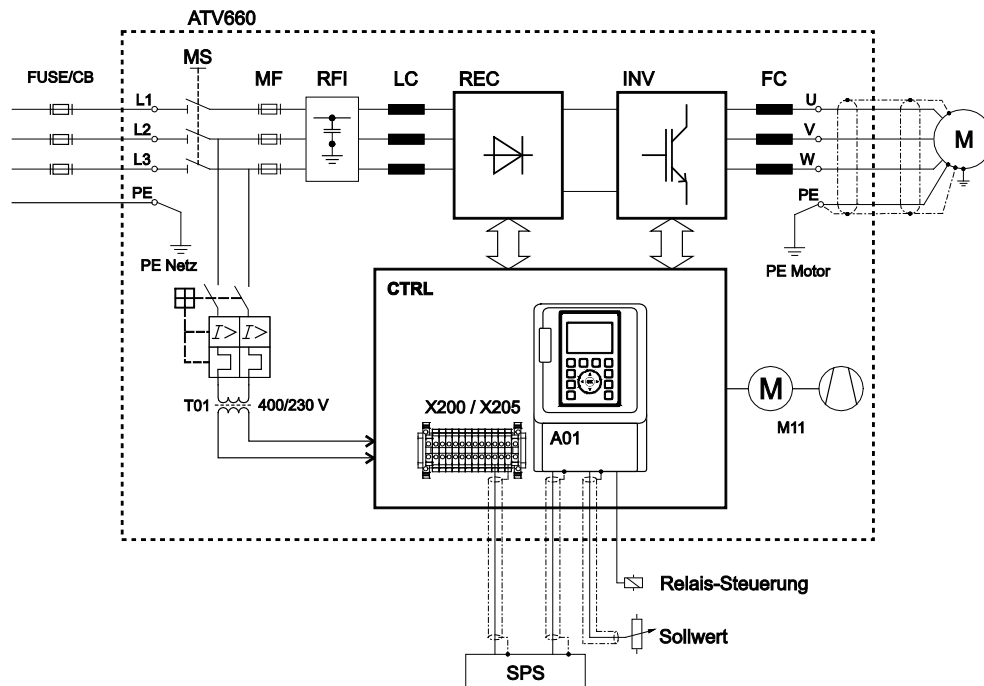 ATV660
MS
FUSE/CB
MF
RFI
LC
REC
INV
FC
L1
L2
L3
PE
U
V
W
PE
M
PE Netz
PE Motor
CTRL
I>
I>
T01
400/230 V
X200 / X205
A01
M
M11
Relais-Steuerung
Sollwert
SPS